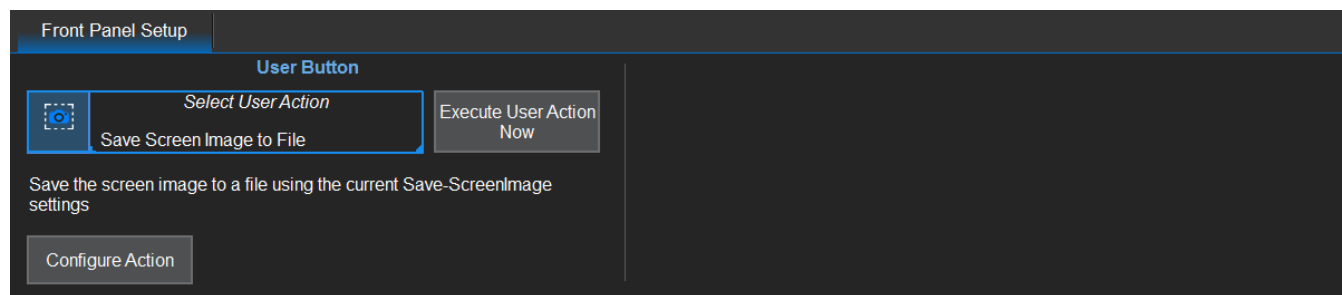 Front Panel Setup
User Button
Select User Action
Save Screen Image to File
Execute User Action
Now
Save the screen image to a file using the current Save-ScreenImage
settings
Configure Action